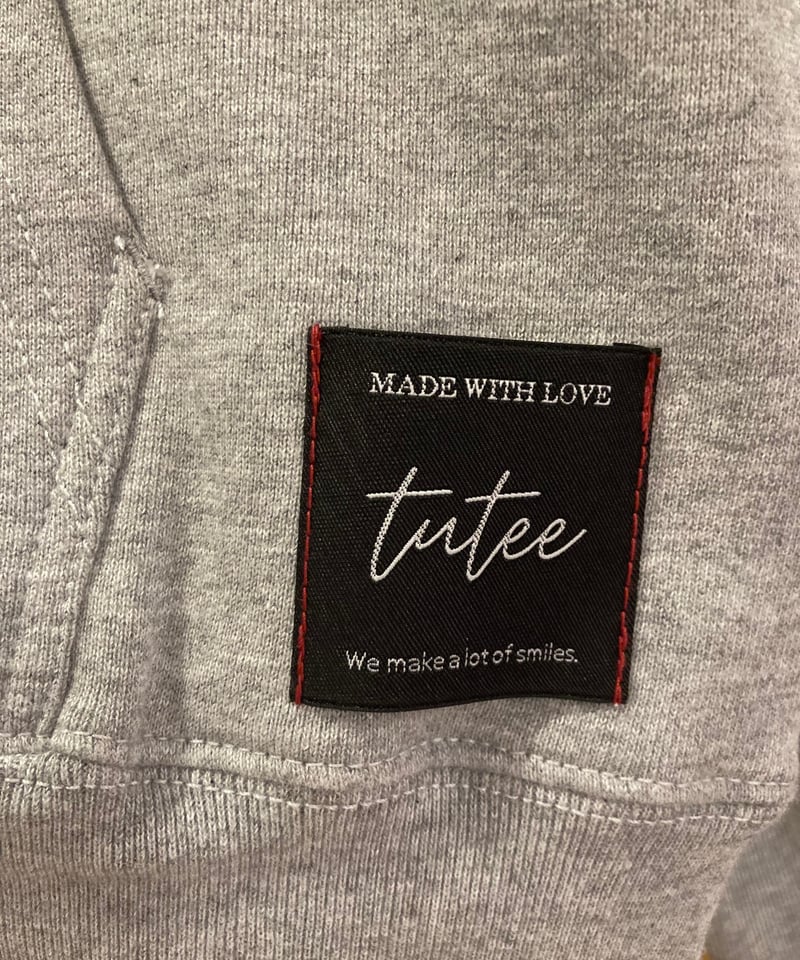 MADE WITH LOVE
tutee
We make a lot of smiles.